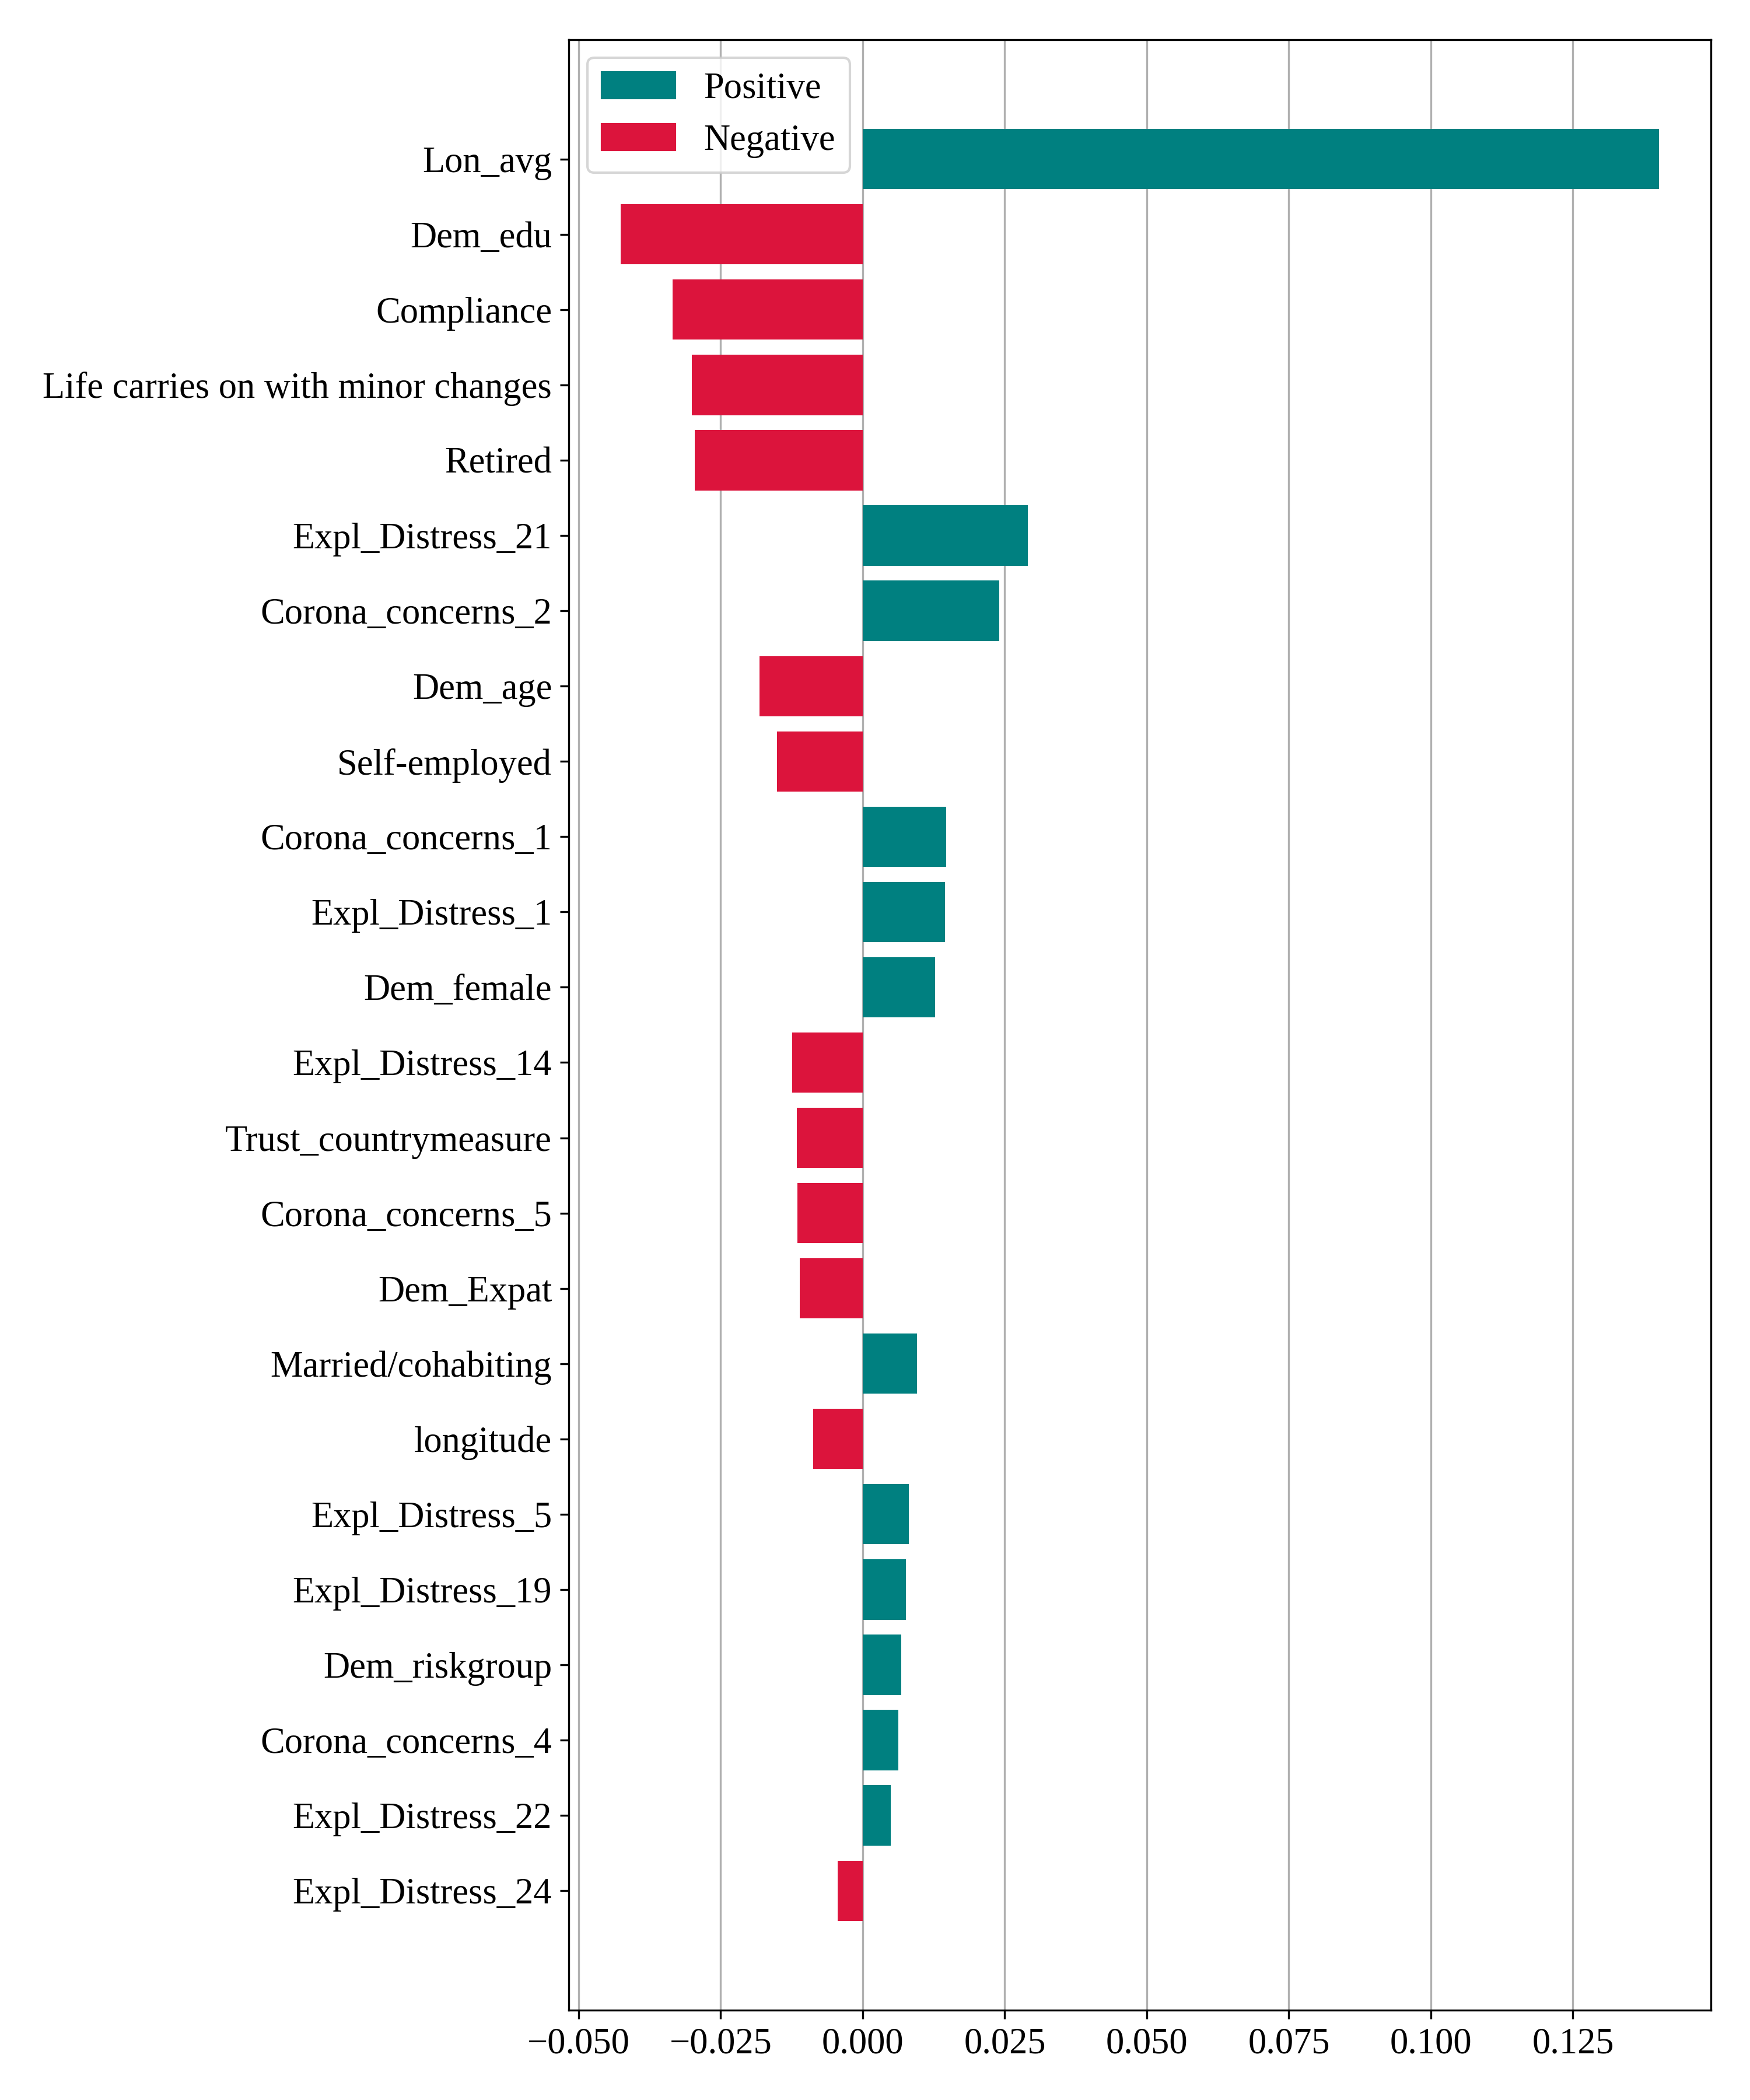 Positive
Negative
Lon_avg
Dem_edu
Compliance
Life carries on with minor changes
Retired
Expl_Distress_21
Corona_concerns_2
Dem_age
Self-employed
Corona_concerns_1
Expl_Distress_1
Dem_female
Expl_Distress_14
Trust_countrymeasure
Corona_concerns_5
Dem_Expat
Married/cohabiting
longitude
Expl_Distress_5
Expl_Distress_19
Dem_riskgroup
Corona_concerns_4
Expl_Distress_22
Expl_Distress_24
−0.050 −0.025 0.000 0.025 0.050 0.075 0.100 0.125